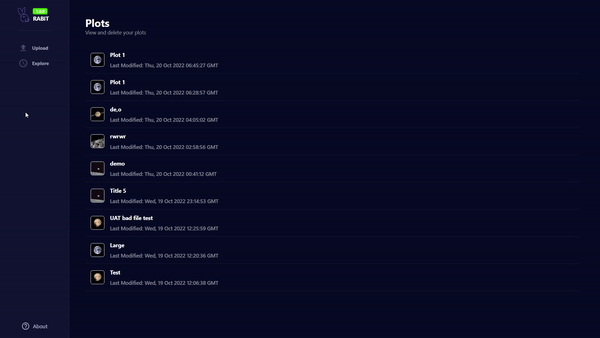 RABIT
Upload
Explore
Plots
View and delete your plots
Plot 1
Last Modified: Thu, 20 Oct 2022 06:45:27 GMT
Plot 1
Last Modified: Thu, 20 Oct 2022 06:28:57 GMT
de,o
Last Modified: Thu, 20 Oct 2022 04:05:02 GMT
rwrwr
Last Modified: Thu, 20 Oct 2022 02:58:56 GMT
demo
Last Modified: Thu, 20 Oct 2022 00:41:12 GMT
Title 5
Last Modified: Wed, 19 Oct 2022 23:14:53 GMT
UAT bad file test
Last Modified: Wed, 19 Oct 2022 12:25:59 GMT
Large
Last Modified: Wed, 19 Oct 2022 12:20:36 GMT
Test
Last Modified: Wed, 19 Oct 2022 12:06:38 GMT
About